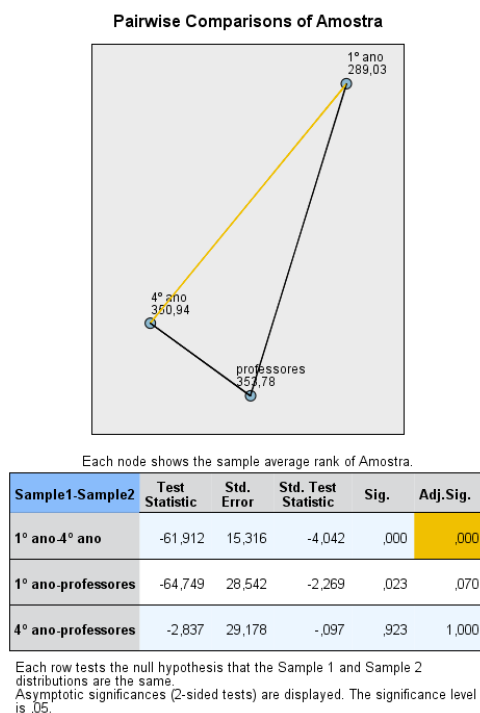 Pairwise Comparisons of Amostra
1º ano
289,03
4º ano
350,94
professores
353,78
Each node shows the sample average rank of Amostra.
Sample1-Sample2 Test Statistic Std. Error Std. Test Statistic Sig. Adj.Sig.
1º ano-4º ano -61,912 15,316 -4,042 ,000 ,000
1º ano-professores -64,749 28,542 -2,269 ,023 ,070
4º ano-professores -2,837 29,178 -,097 ,923 1,000
Each row tests the null hypothesis that the Sample 1 and Sample 2
distributions are the same.
Asymptotic significances (2-sided tests) are displayed. The significance level
is ,05.